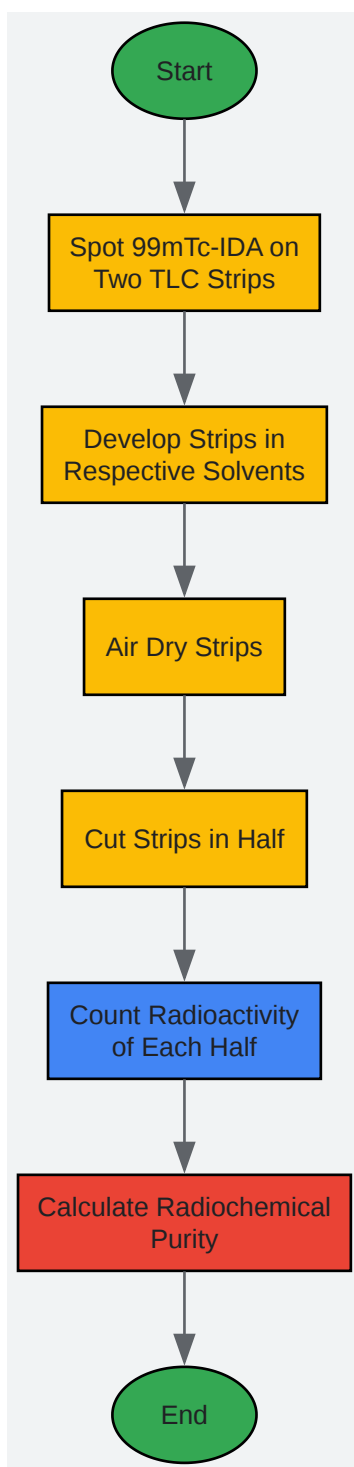 Start
Spot 99mTc-IDA on
Two TLC Strips
Develop Strips in
Respective Solvents
Air Dry Strips
Cut Strips in Half
Count Radioactivity
of Each Half
Calculate Radiochemical
Purity
End